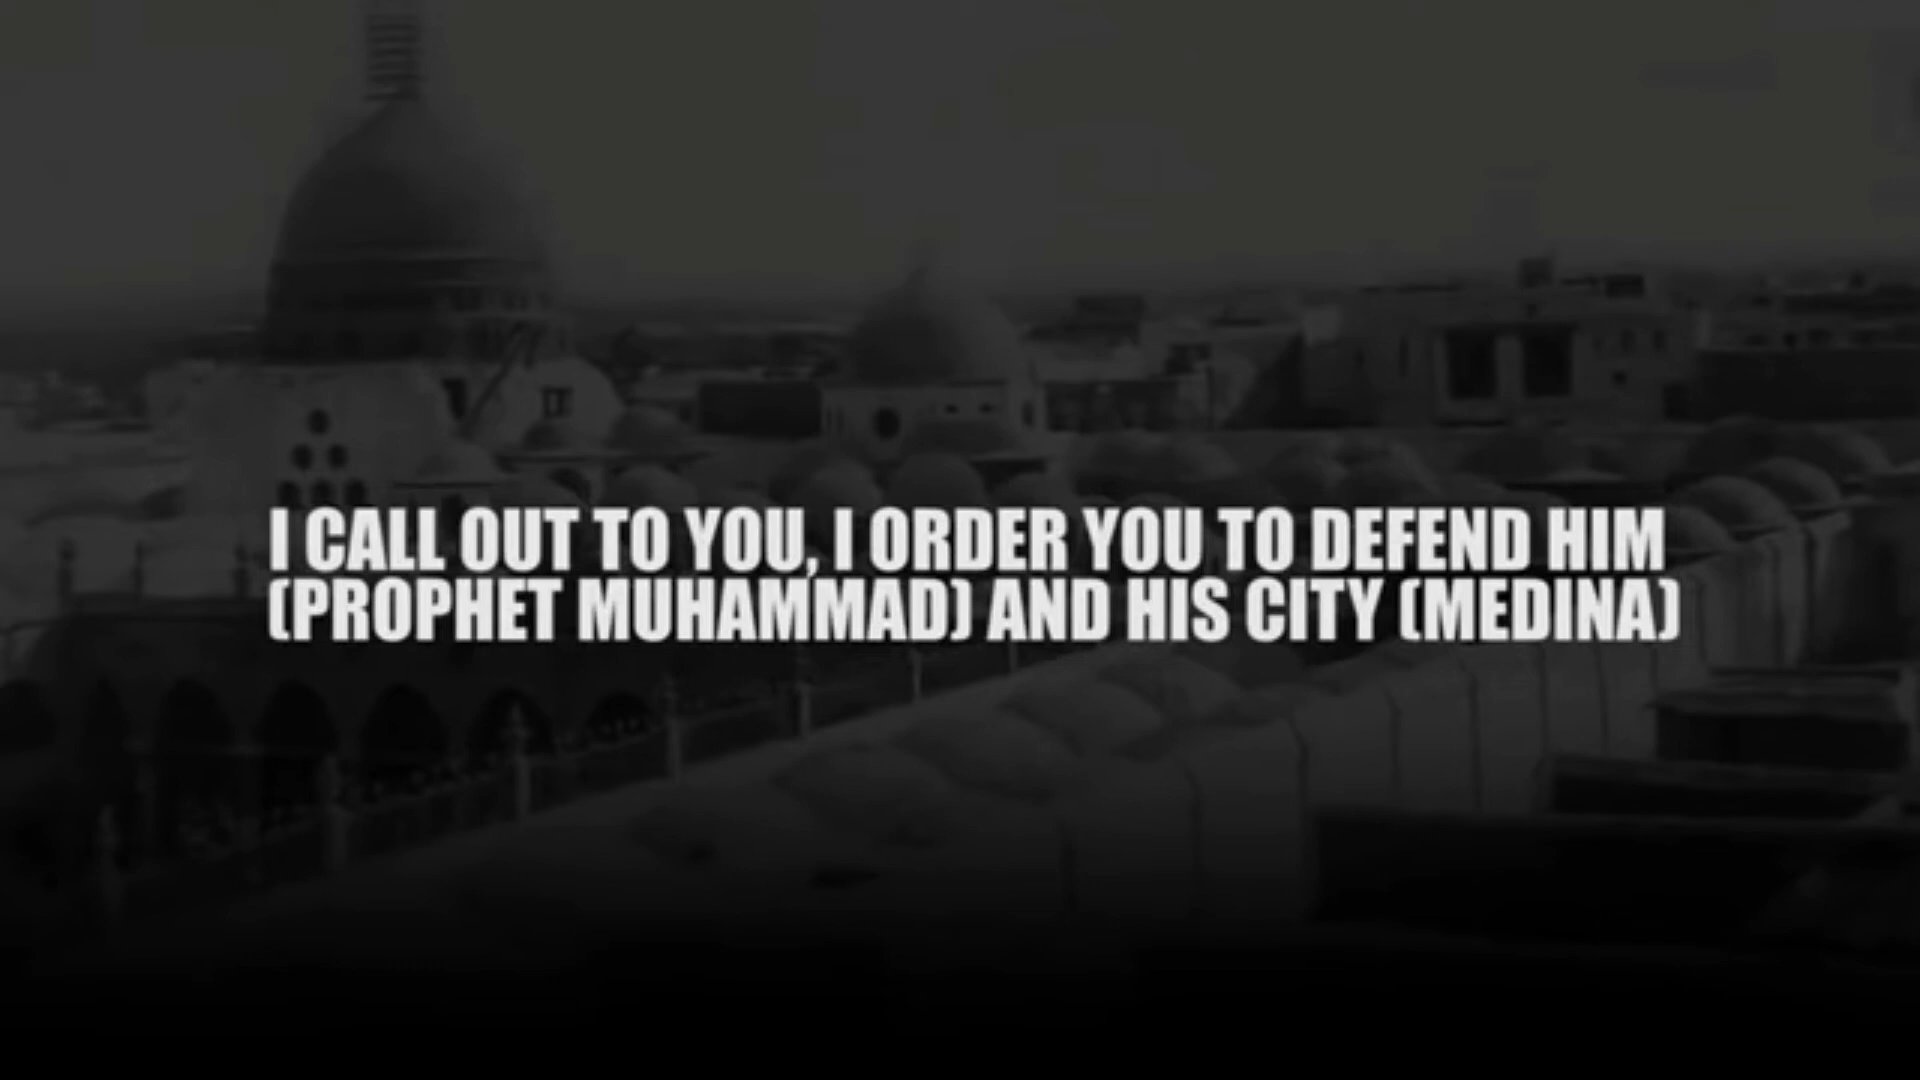 I CALL OUT TO YOU, I ORDER YOU TO DEFEND HIM
(PROPHET MUHAMMAD) AND HIS CITY (MEDINA)